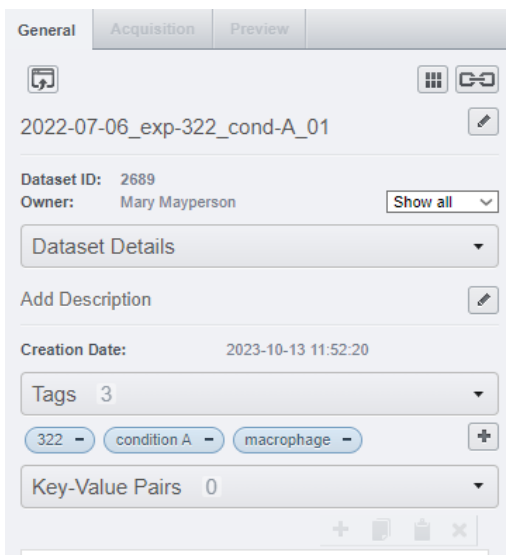 General Acquisition Preview
2022-07-06_exp-322_cond-A_01
Dataset ID: 2689
Owner: Mary Mayperson Show all
Dataset Details
Add Description
Creation Date: 2023-10-13 11:52:20
Tags 3
322 − condition A − macrophage −
Key-Value Pairs 0